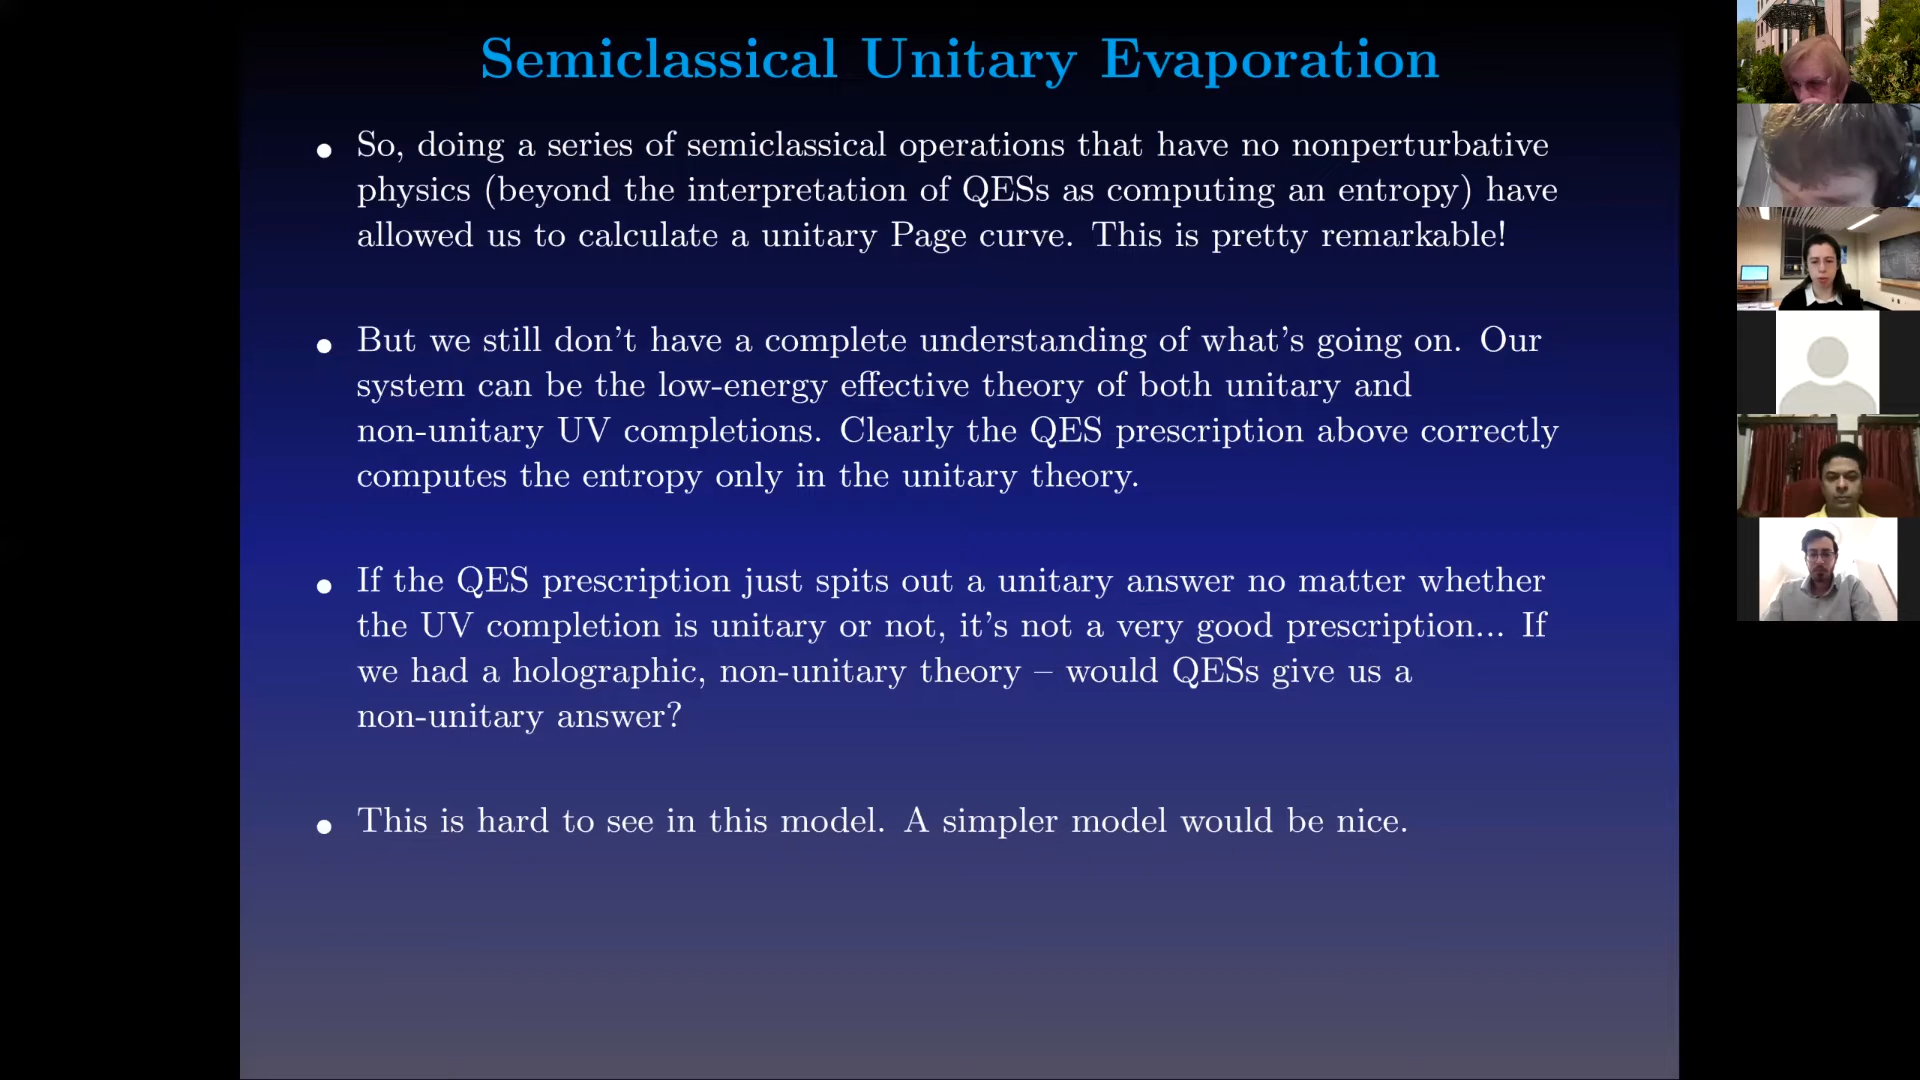 Semiclassical Unitary Evaporation
• So, doing a series of semiclassical operations that have no nonperturbative
physics (beyond the interpretation of QESs as computing an entropy) have
allowed us to calculate a unitary Page curve. This is pretty remarkable!
• But we still don't have a complete understanding of what's going on. Our
system can be the low-energy effective theory of both unitary and
non-unitary UV completions. Clearly the QES prescription above correctly
computes the entropy only in the unitary theory.
• If the QES prescription just spits out a unitary answer no matter whether
the UV completion is unitary or not, it's not a very good prescription... If
we had a holographic, non-unitary theory – would QESs give us a
non-unitary answer?
• This is hard to see in this model. A simpler model would be nice.